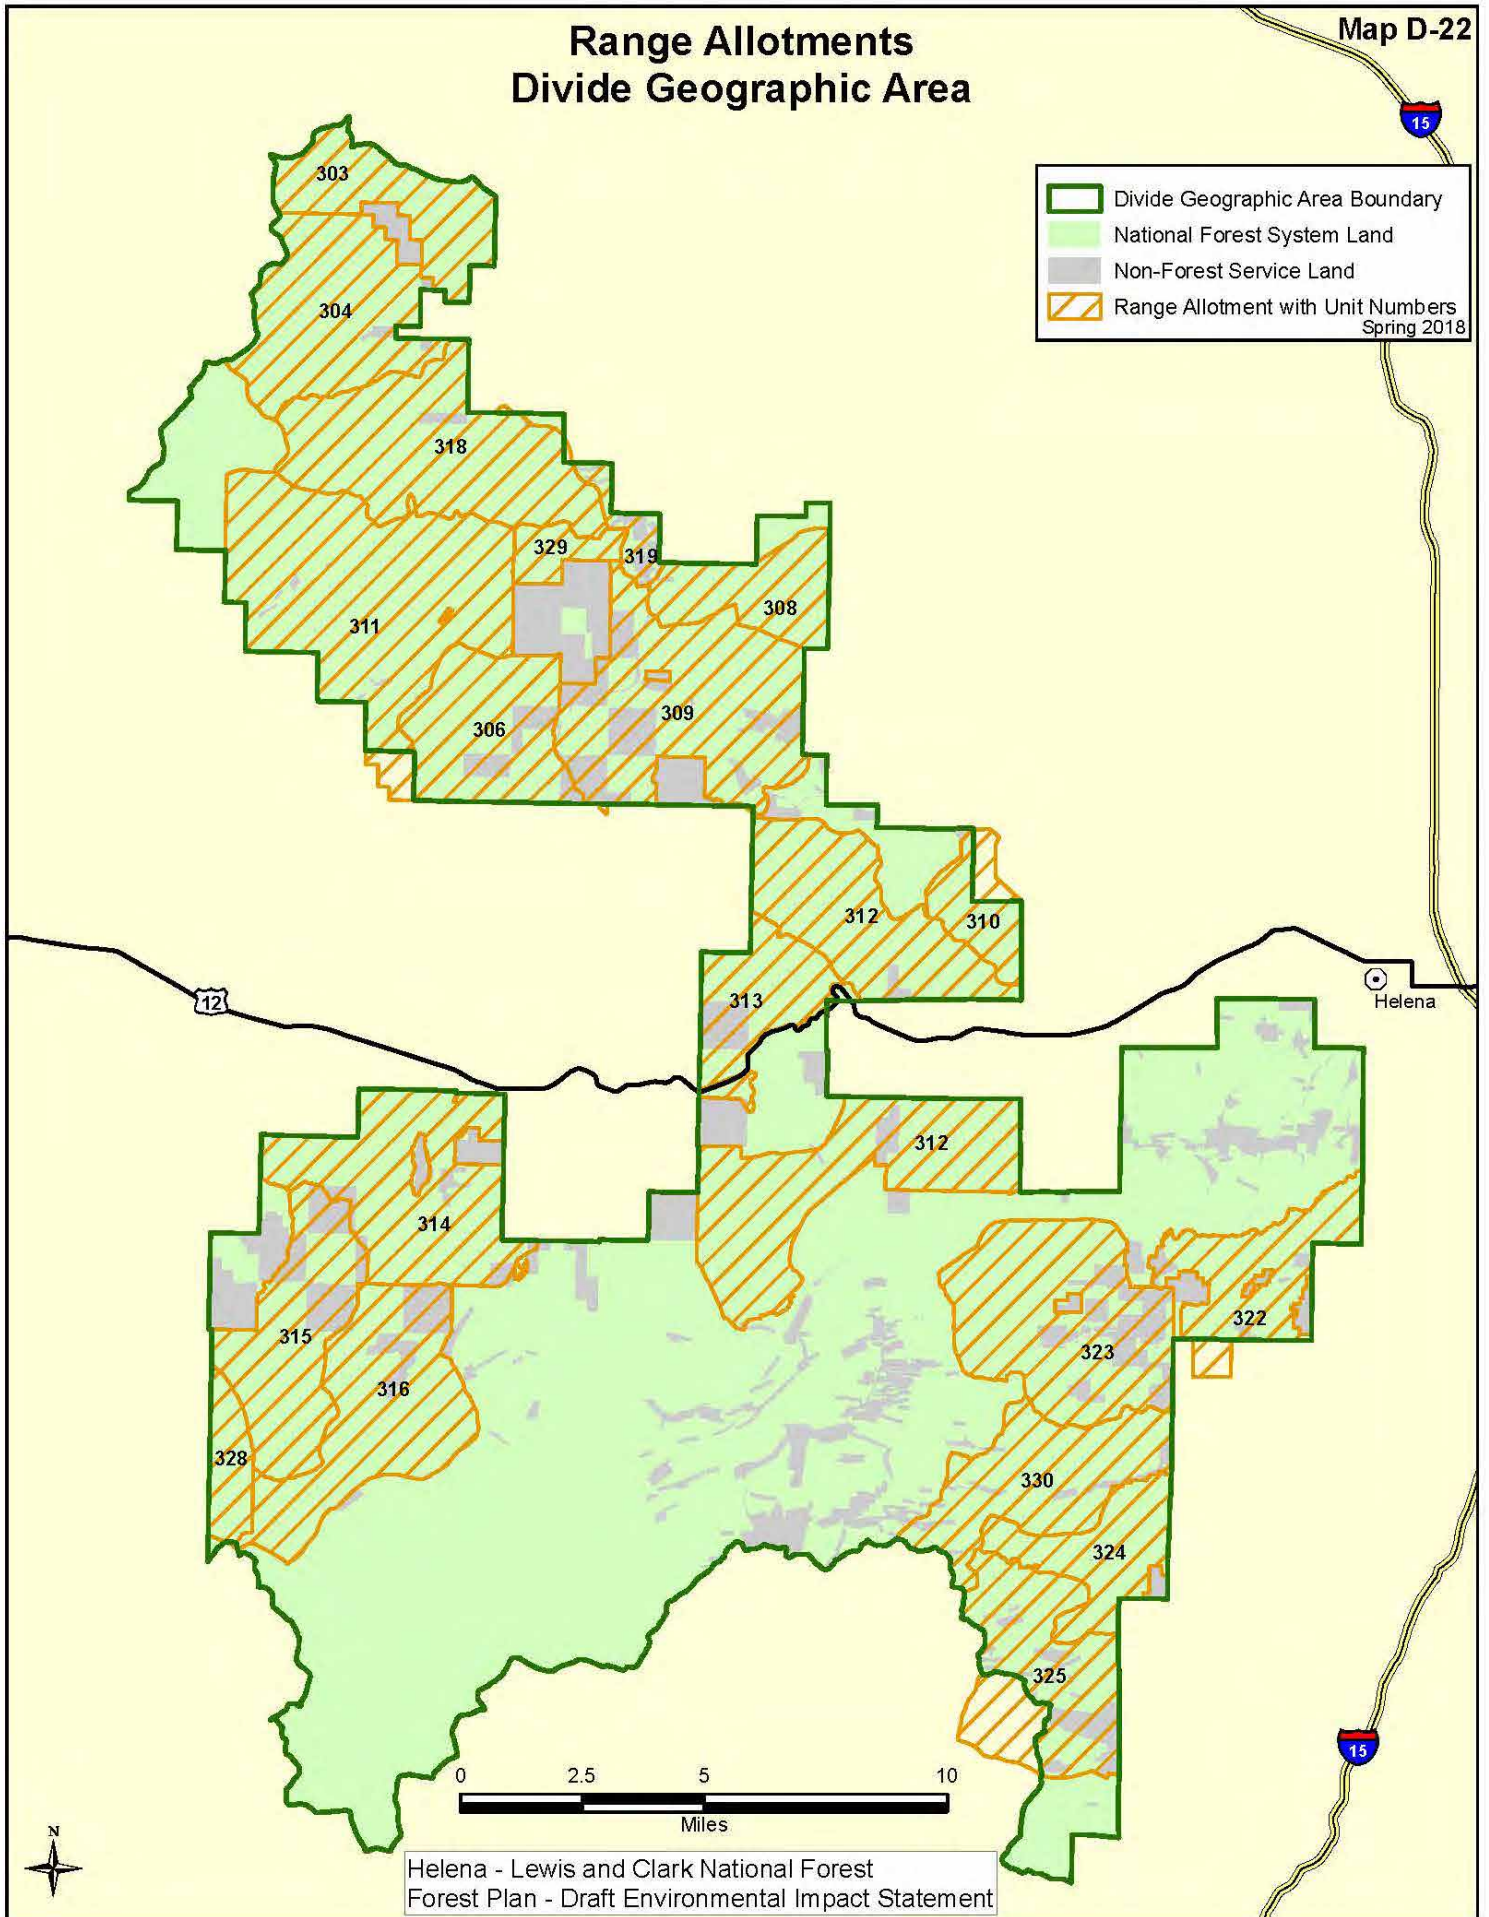 Map D-22
Range Allotments
Divide Geographic Area
15
Divide Geographic Area Boundary
National Forest System Land
Non-Forest Service Land
Range Allotment with Unit Numbers
Spring 2018
303
304
318
329
319
308
311
309
306
312
310
313
12
Helena
312
314
322
315
323
316
328
330
324
325
15
0 2.5 5 10
Miles
N
Helena - Lewis and Clark National Forest
Forest Plan - Draft Environmental Impact Statement